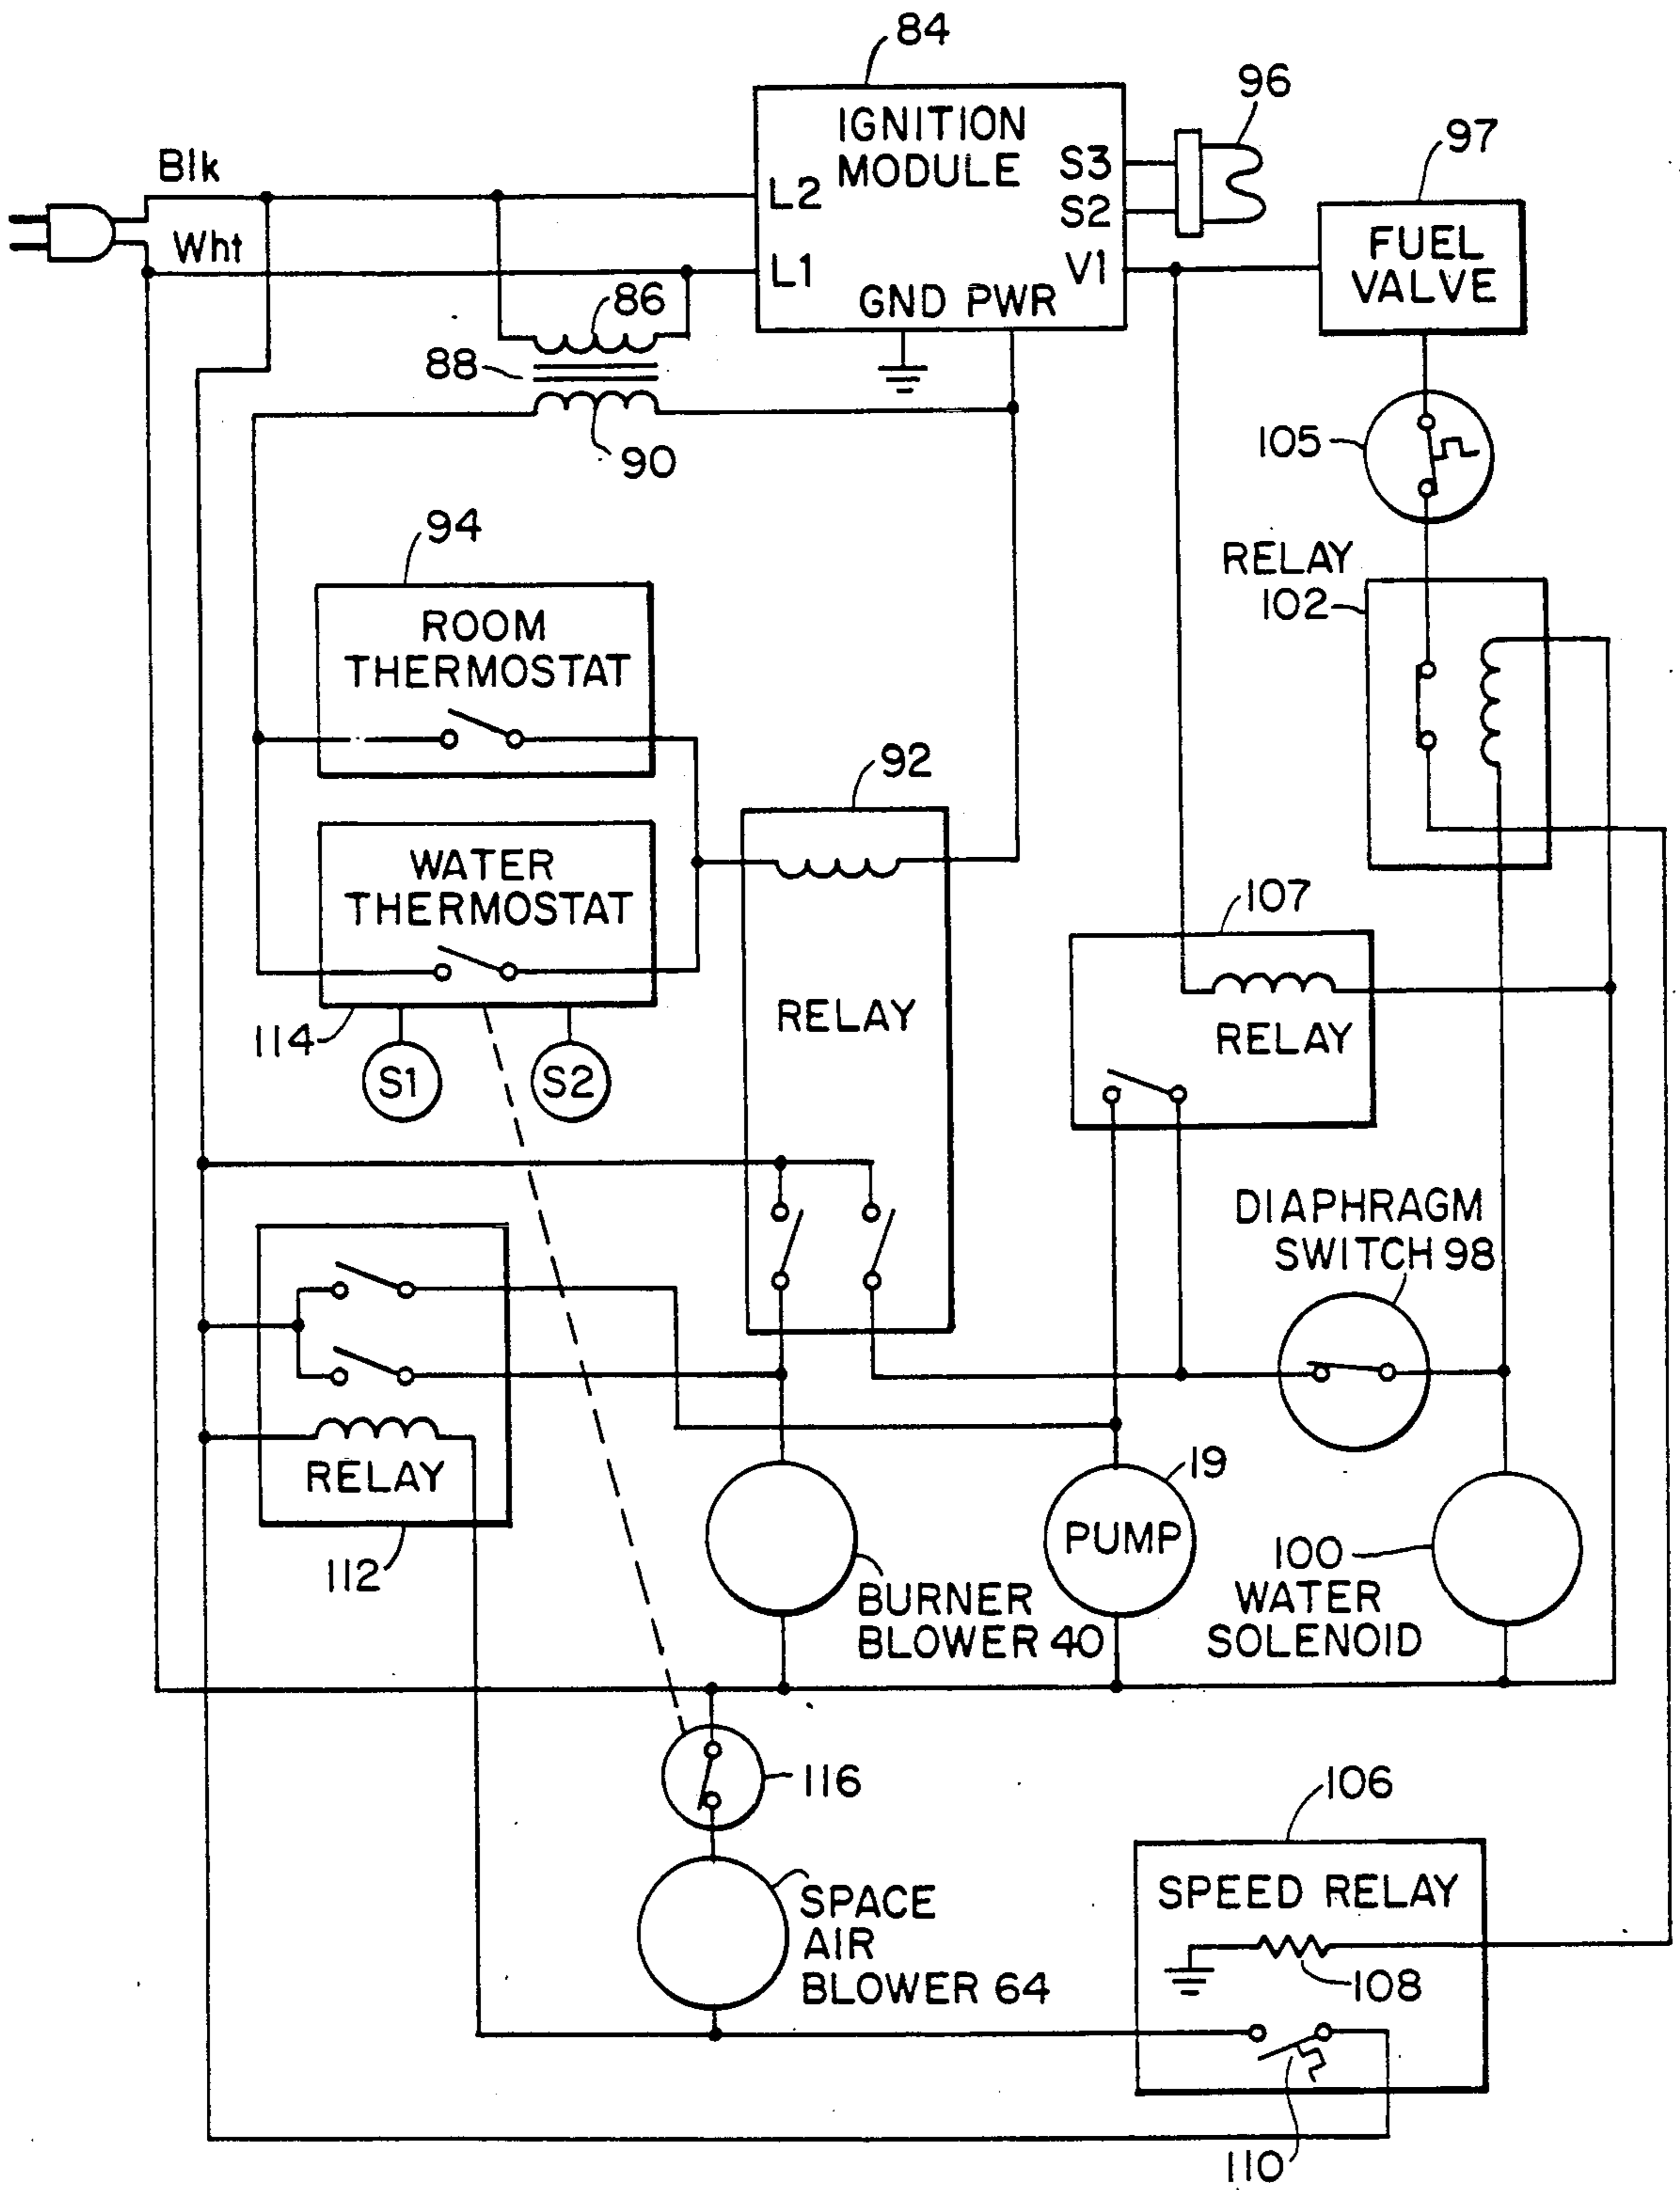 84
96
97
Blk
IGNITION
MODULE
S3
L2
S2
Wht
FUEL
VALVE
L1
V1
GND PWR
86
88
105
90
94
RELAY
102
ROOM
THERMOSTAT
92
WATER
THERMOSTAT
107
RELAY
114
RELAY
S1
S2
DIAPHRAGM
SWITCH 98
19
RELAY
PUMP
100
112
BURNER
BLOWER 40
WATER
SOLENOID
116
106
SPACE
AIR
BLOWER 64
SPEED RELAY
108
110